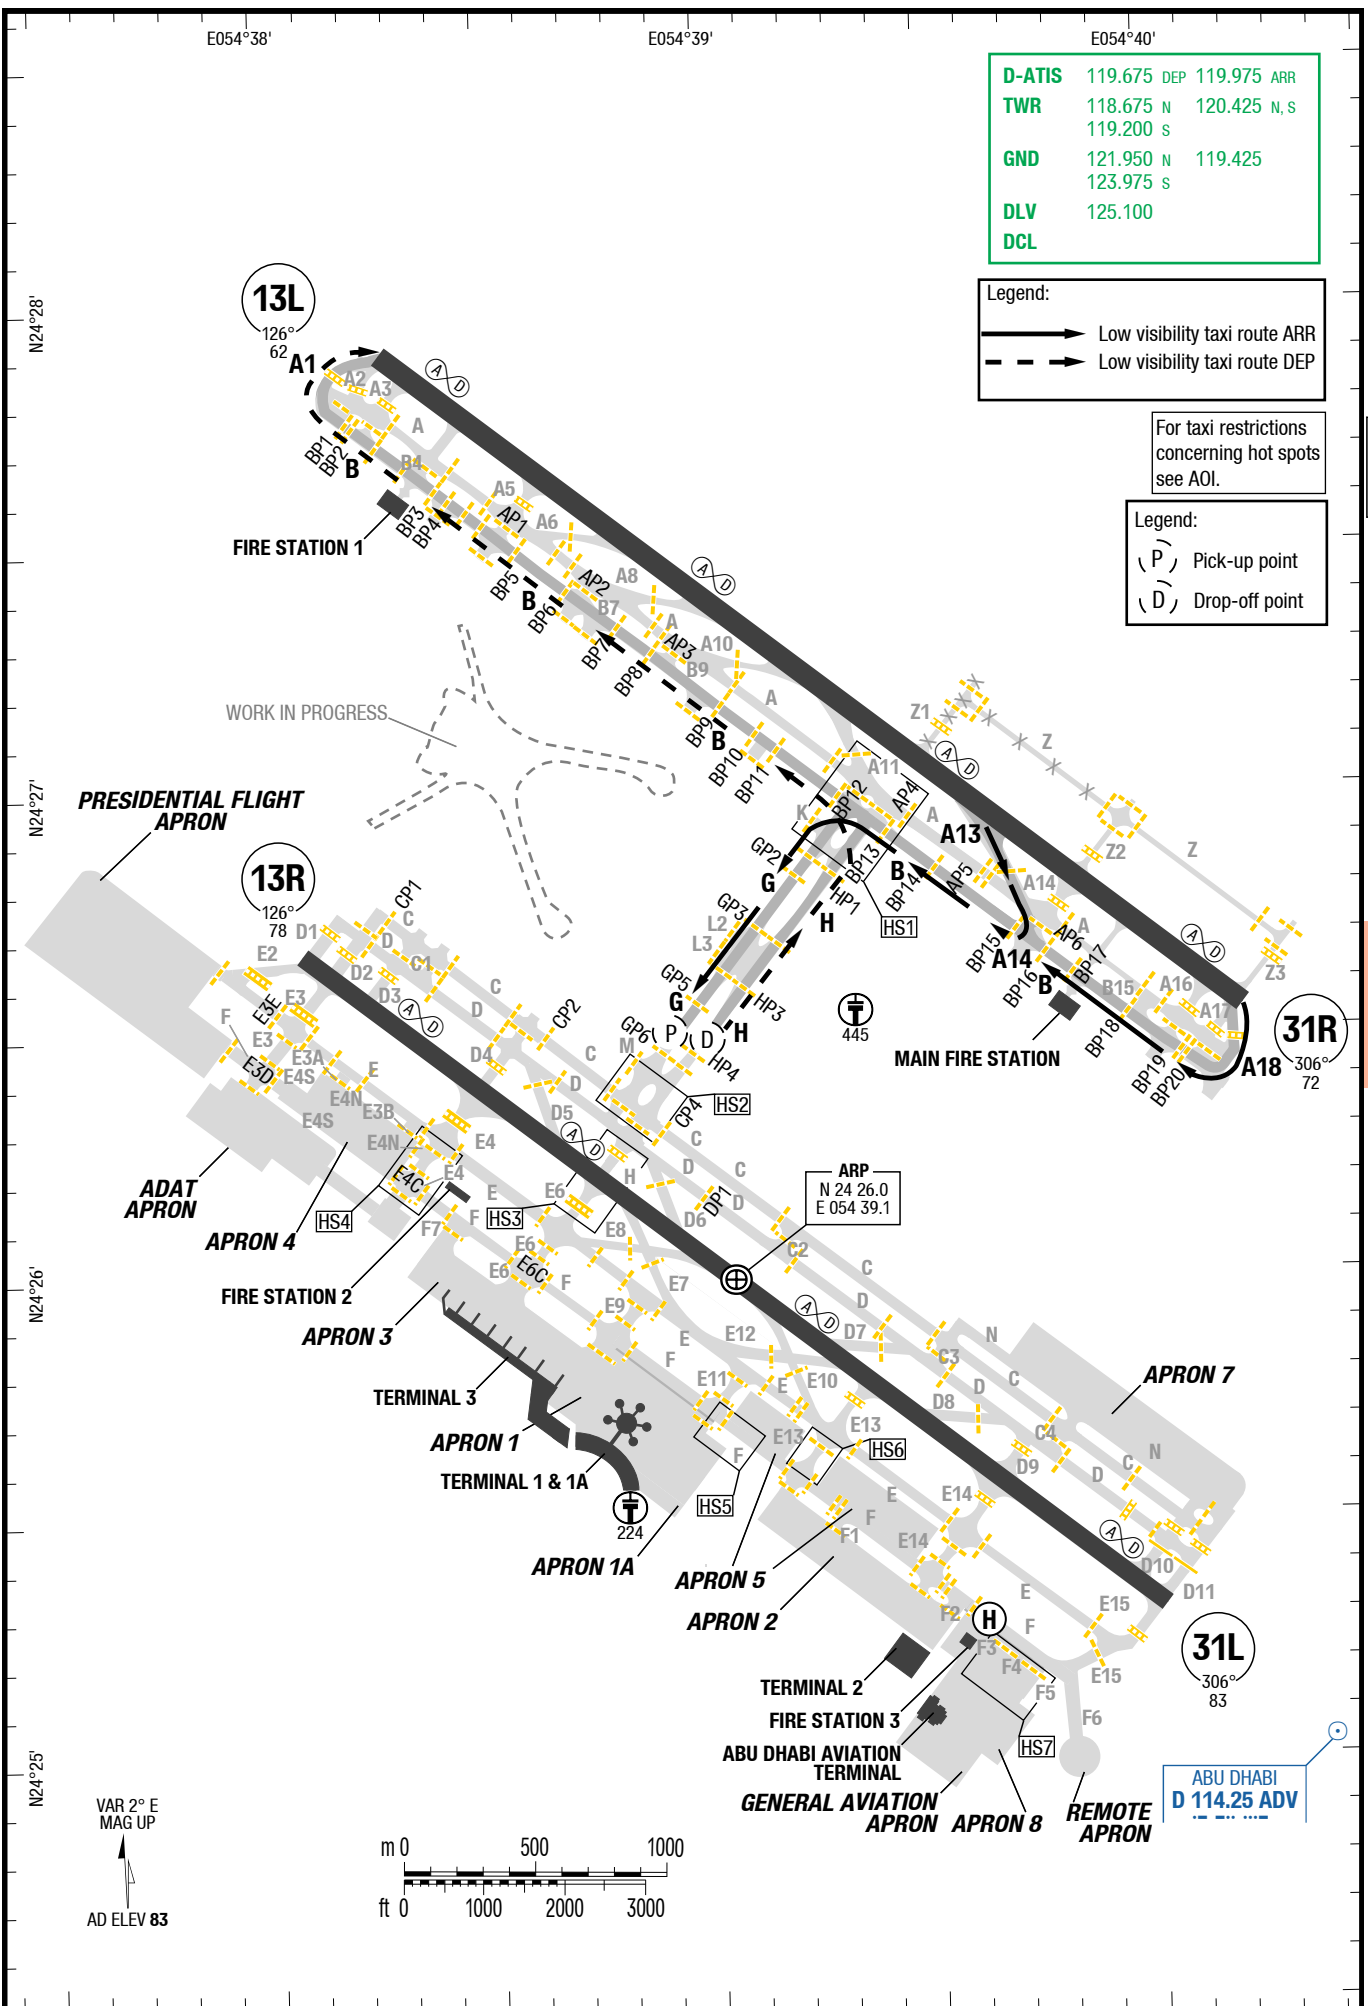 E054°38'
E054°39'
E054°40'
D-ATIS 119.675 DEP 119.975 ARR
TWR 118.675 N 120.425 N, S
119.200 S
GND 121.950 N 119.425
123.975 S
DLV 125.100
DCL
Legend:
Low visibility taxi route ARR
Low visibility taxi route DEP
For taxi restrictions
concerning hot spots
see AOI.
Legend:
P Pick-up point
D Drop-off point
N24°28'
13L
126°
62
A1
A2
A3
A D
A
BP1
BP2
B
B4
BP3
BP4
FIRE STATION 1
A5
AP1
A6
BP5
B
AP2
A8
A D
BP6
B7
A
BP7
AP3
A10
BP8
B9
A
BP9
B
BP10
BP11
WORK IN PROGRESS
Z1
Z
A D
A11
BP12
AP4
A
K
N24°27'
PRESIDENTIAL FLIGHT
APRON
A13
Z2
Z
GP2
G
BP13
B
BP14
AP5
A14
HP1
HS1
H
13R
126°
78
CP1
C
D1
D
E2
D2
C1
D3
GP3
L2
L3
GP5
G
BP15
A14
AP6
A
BP16
BP17
B
B15
A16
A17
A D
Z3
31R
306°
72
E3
E3E
F
E3
E3A
E3D
E4S
E
E4N
E3B
E4S
E4N
A D
D
C
CP2
C
D4
D
D5
HP3
GP6
P
D
H
M
HP4
445
MAIN FIRE STATION
BP18
BP19
BP20
A18
HS2
CP4
C
A D
E4
E4C
E4
HS4
ADAT
APRON
APRON 4
E
F
F7
HS3
E6
H
D
C
DP1
D
D6
ARP
N 24 26.0
E 054 39.1
N24°26'
FIRE STATION 2
E8
E6
E6C
E6
F
E7
C2
C
D
APRON 3
E9
E
F
E12
A D
D7
N
C3
C
TERMINAL 3
E11
E
E10
D
D8
APRON 7
APRON 1
TERMINAL 1 & 1A
F
E13
E13
HS6
C4
N
D9
D
C
HS5
224
E
F
F1
E14
E14
A D
APRON 1A
APRON 5
APRON 2
D10
D11
F2
H
E
F
E15
F3
F4
F5
E15
31L
306°
83
TERMINAL 2
FIRE STATION 3
ABU DHABI AVIATION
TERMINAL
HS7
F6
N24°25'
GENERAL AVIATION
APRON
APRON 8
REMOTE
APRON
ABU DHABI
D 114.25 ADV
VAR 2° E
MAG UP
AD ELEV 83
m 0 500 1000
ft 0 1000 2000 3000